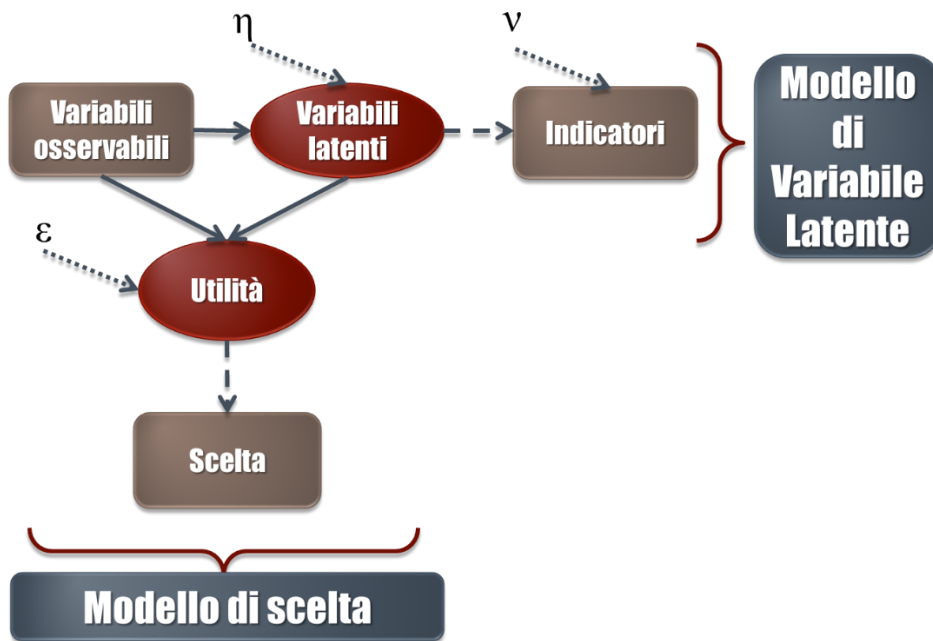 η
ν
Variabili
osservabili
Variabili
latenti
Indicatori
Modello
di
Variabile
Latente
ε
Utilità
Scelta
Modello di scelta